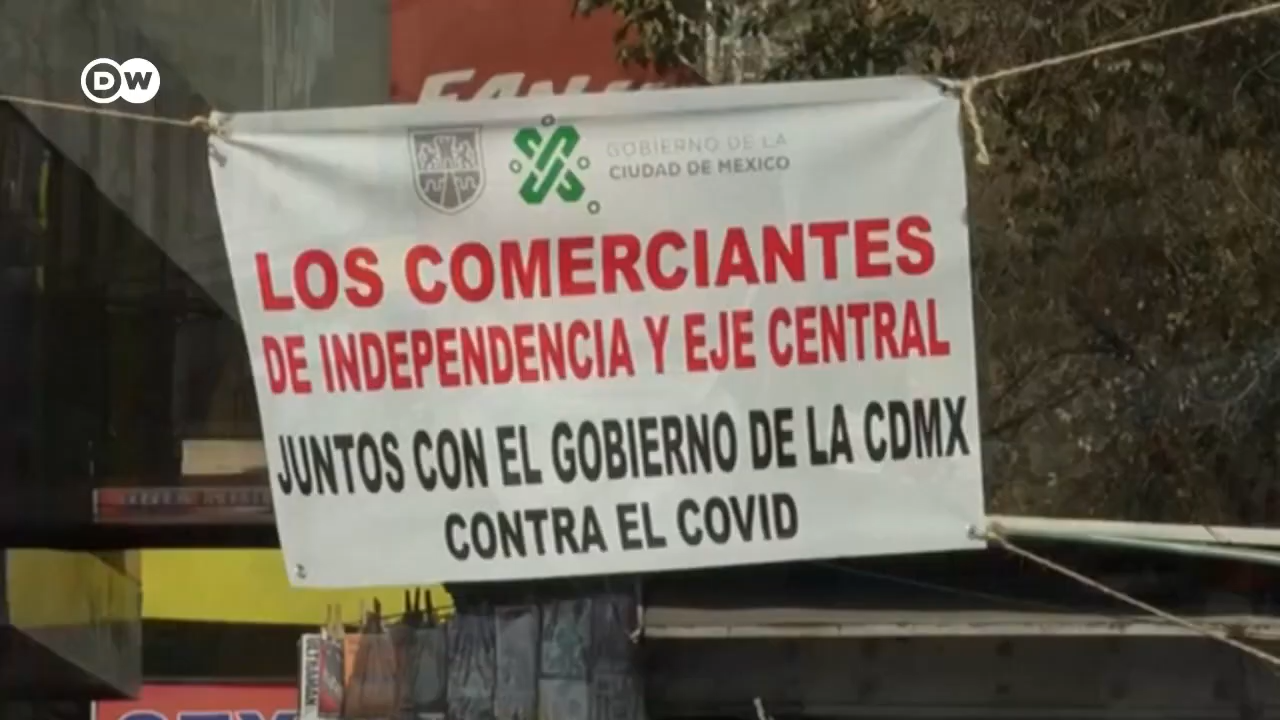 DW
GOBIERNO DE LA
CIUDAD DE MEXICO
LOS COMERCIANTES
DE INDEPENDENCIA Y EJE CENTRAL
JUNTOS CON EL GOBIERNO DE LA CDMX
CONTRA EL COVID
ULTRAMAN